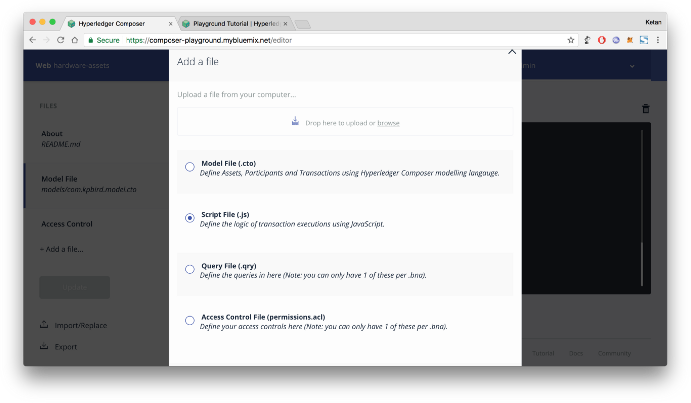 Hyperledger Composer
Playground Tutorial | Hyperled
Kelan
Secure
https://composer-playground.mybluemix.net/editor
Web hardware-assets
min
Add a file
Upload a file from your computer...
Drop here to upload or browse
FILES
About
README.md
Model File
models/com.kpbird.model.cto
Access Control
+ Add a file...
Import/Replace
Export
Model File (.cto)
Define Assets, Participants and Transactions using Hyperledger Composer modelling langauge.
Script File (.js)
Define the logic of transaction executions using JavaScript.
Query File (.qry)
Define the queries in here (Note: you can only have 1 of these per .bna).
Access Control File (permissions.acl)
Define your access controls here (Note: you can only have 1 of these per .bna).
Tutorial Docs Community